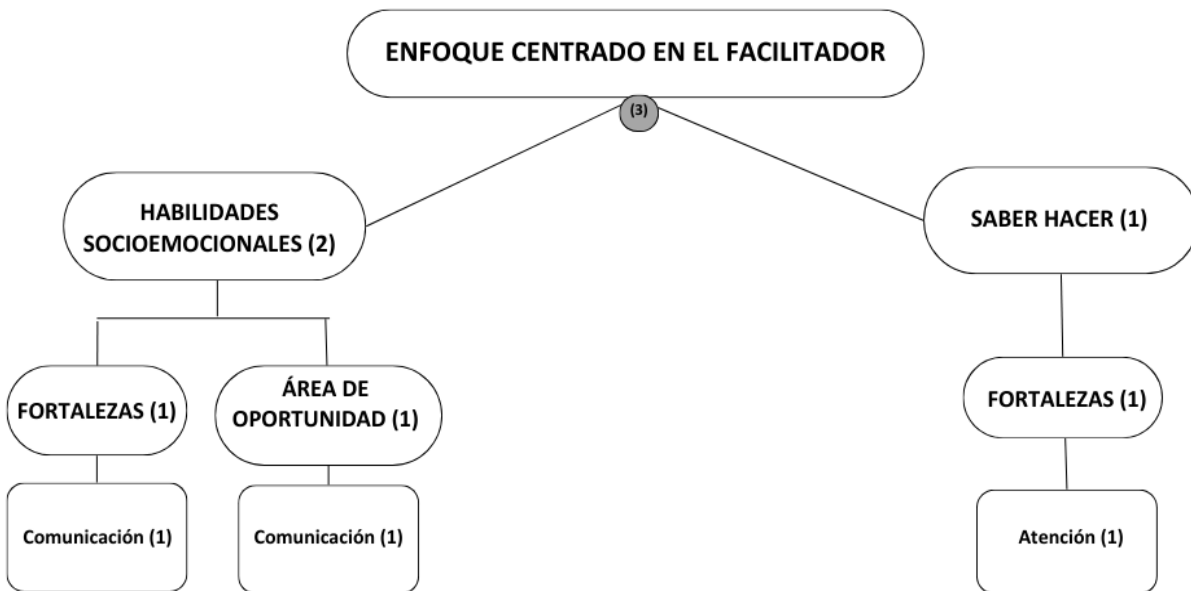 ENFOQUE CENTRADO EN EL FACILITADOR
(3)
HABILIDADES
SOCIOEMOCIONALES (2)
SABER HACER (1)
FORTALEZAS (1)
ÁREA DE
OPORTUNIDAD (1)
FORTALEZAS (1)
Comunicación (1)
Comunicación (1)
Atención (1)